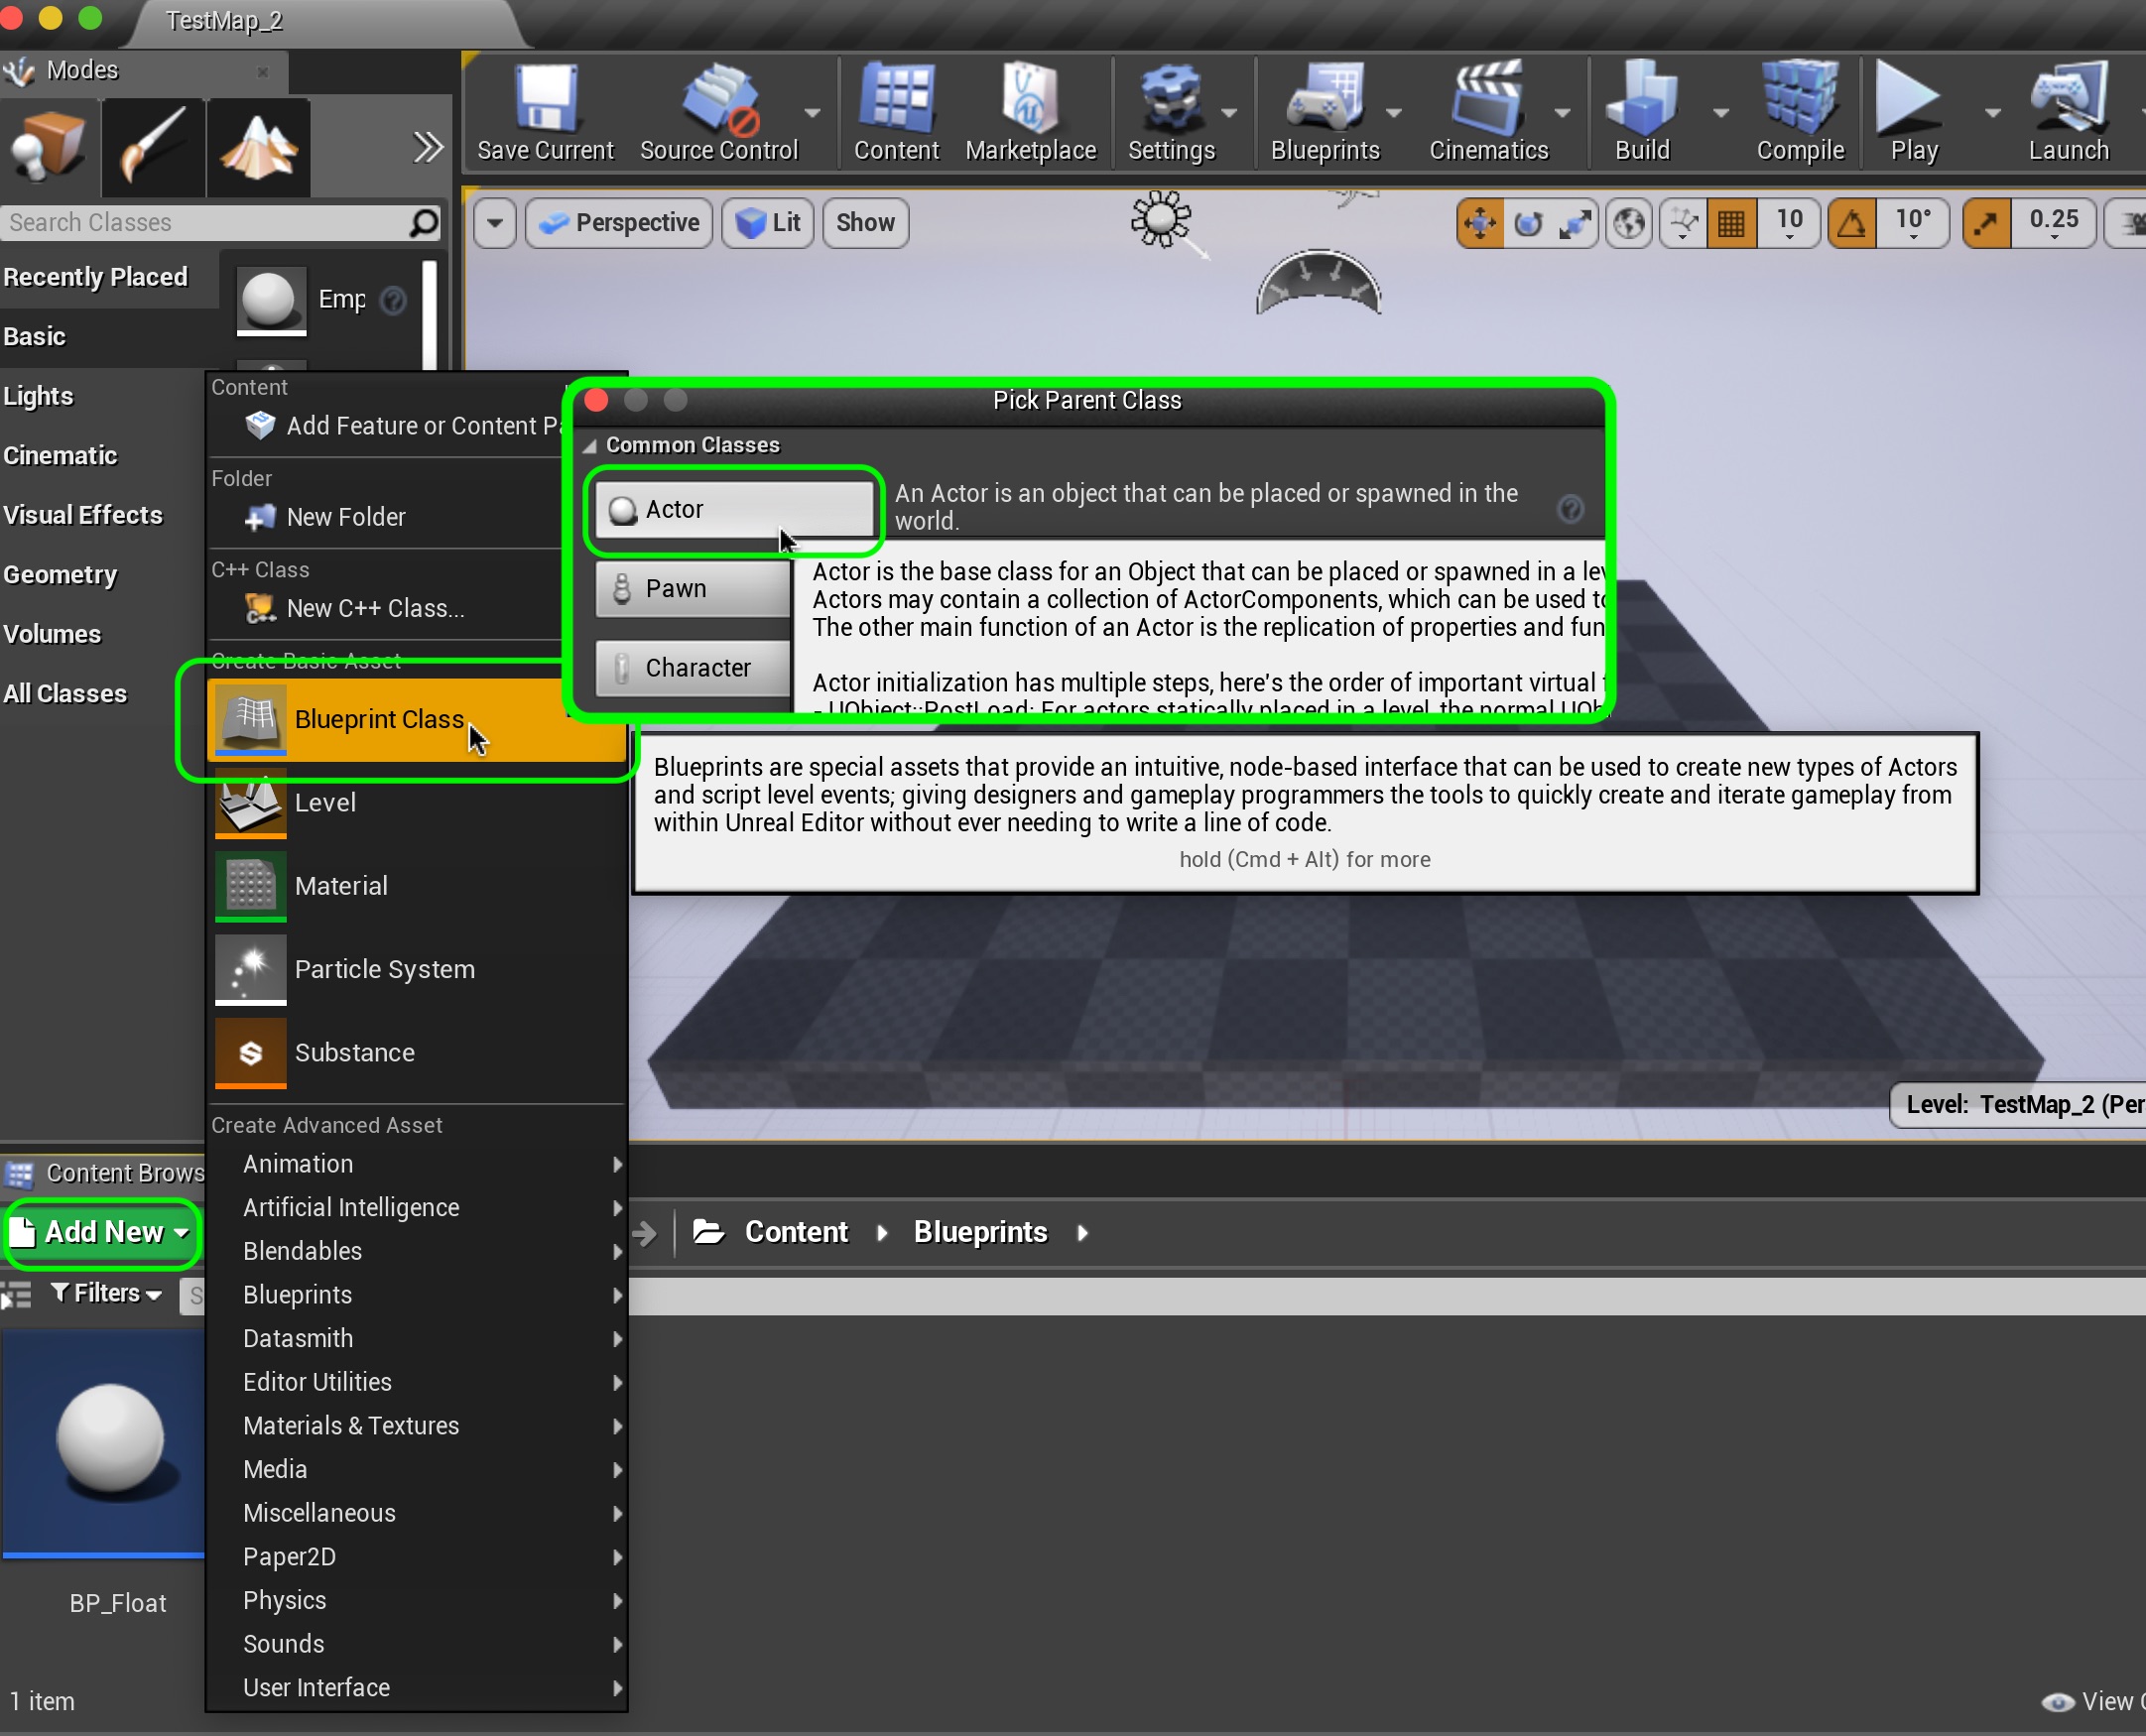 TestMap_2
Modes
Save Current
Source Control
Content
Marketplace
Settings
Blueprints
Cinematics
Build
Compile
Play
Launch
Search Classes
Perspective
Lit
Show
10
10°
0.25
Recently Placed
Emp
Basic
Lights
Cinematic
Visual Effects
Geometry
Volumes
All Classes
Content
Add Feature or Content Pa
Folder
New Folder
C++ Class
New C++ Class...
Create Basic Asset
Blueprint Class
Level
Material
Particle System
Substance
Create Advanced Asset
Animation
Artificial Intelligence
Blendables
Blueprints
Datasmith
Editor Utilities
Materials & Textures
Media
Miscellaneous
Paper2D
Physics
Sounds
User Interface
Pick Parent Class
Common Classes
Actor
An Actor is an object that can be placed or spawned in the
world.
Pawn
Character
Actor is the base class for an Object that can be placed or spawned in a lev
Actors may contain a collection of ActorComponents, which can be used to
The other main function of an Actor is the replication of properties and fun
Actor initialization has multiple steps, here's the order of important virtual f
- UObject::PostLoad: For actors statically placed in a level, the normal UOb
Blueprints are special assets that provide an intuitive, node-based interface that can be used to create new types of Actors
and script level events; giving designers and gameplay programmers the tools to quickly create and iterate gameplay from
within Unreal Editor without ever needing to write a line of code.
hold (Cmd + Alt) for more
Level: TestMap_2 (Per
Content Brows
Add New
Content
Blueprints
Filters
S
BP_Float
1 item
View O